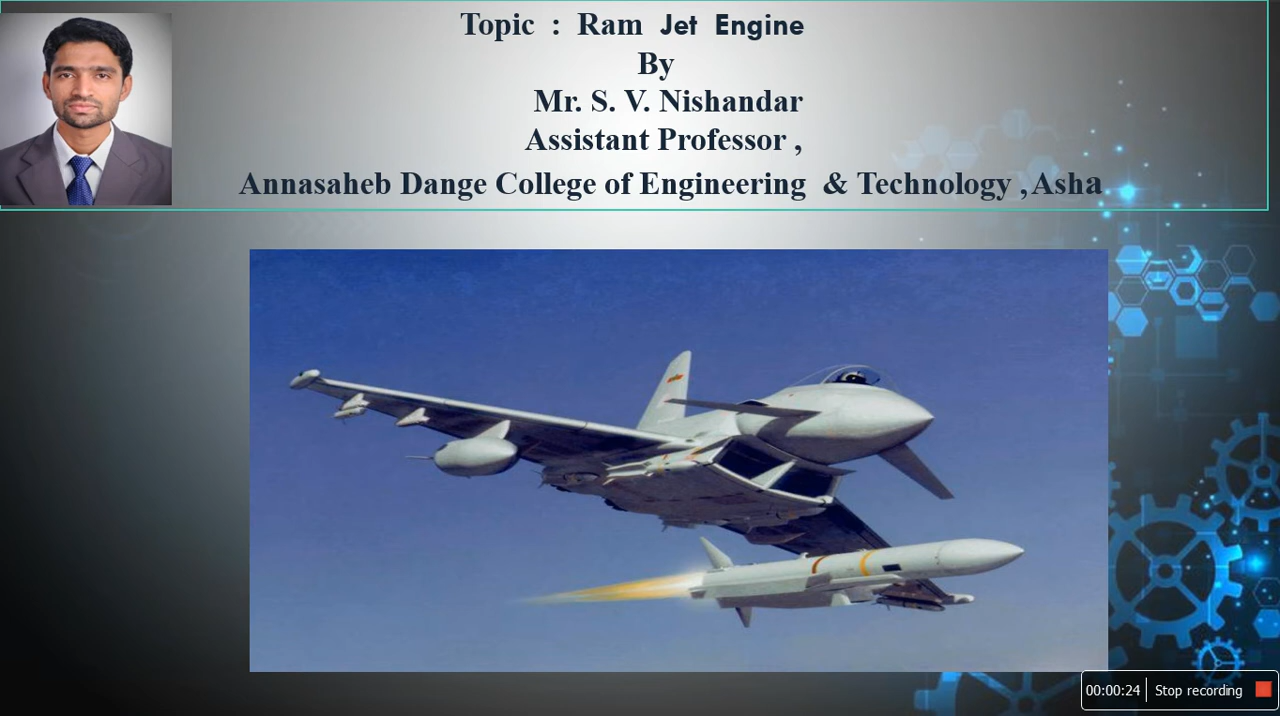 Topic : Ram Jet Engine
By
Mr. S. V. Nishandar
Assistant Professor ,
Annasaheb Dange College of Engineering & Technology , Asha
00:00:24 Stop recording